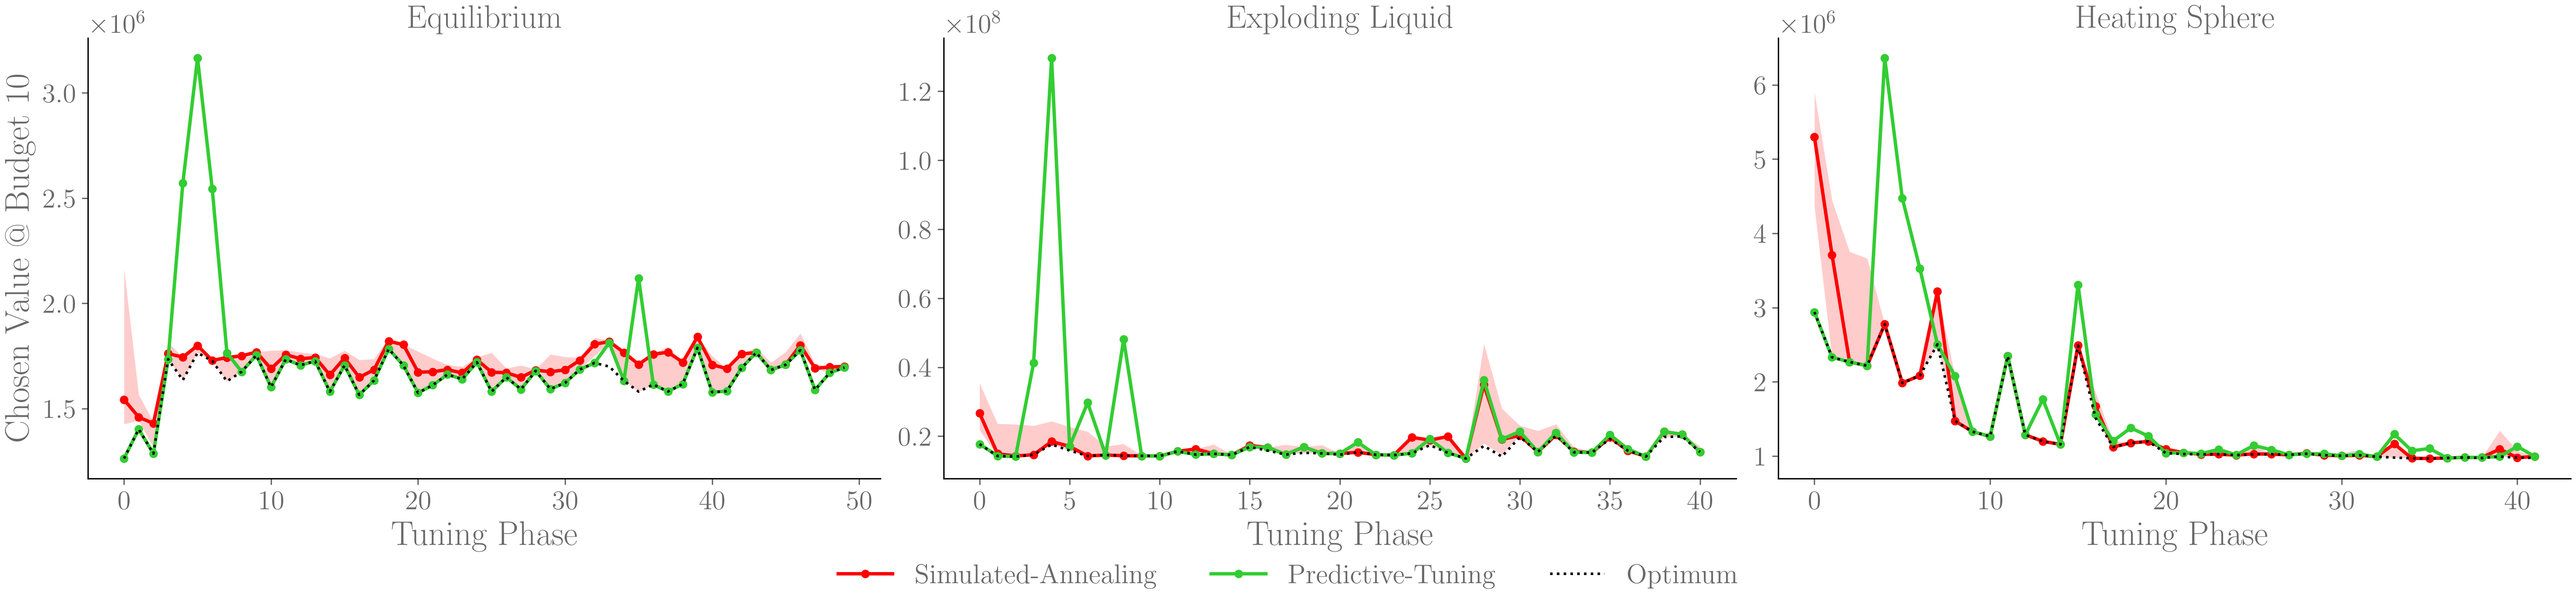 Equilibrium
×10⁶
Chosen Value @ Budget 10
3.0
2.5
2.0
1.5
0 10 20 30 40 50
Tuning Phase
Exploding Liquid
×10⁸
1.2
1.0
0.8
0.6
0.4
0.2
0 5 10 15 20 25 30 35 40
Tuning Phase
Heating Sphere
×10⁶
6
5
4
3
2
1
0 10 20 30 40
Tuning Phase
Simulated-Annealing Predictive-Tuning Optimum